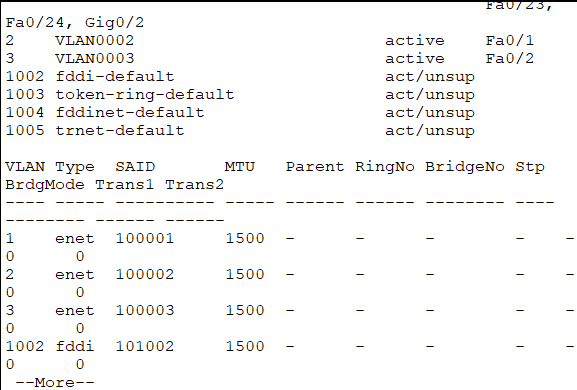 Fa0/23,
Fa0/24, Gig0/2
2    VLAN0002                         active    Fa0/1
3    VLAN0003                         active    Fa0/2
1002 fddi-default                     act/unsup
1003 token-ring-default               act/unsup
1004 fddinet-default                  act/unsup
1005 trnet-default                    act/unsup
VLAN Type  SAID       MTU   Parent RingNo BridgeNo Stp
BrdgMode Trans1 Trans2
---- ----- ---------- ----- ------ ------ -------- ----
-------- ------ ------
1    enet  100001     1500  -      -      -        -    -
0      0
2    enet  100002     1500  -      -      -        -    -
0      0
3    enet  100003     1500  -      -      -        -    -
0      0
1002 fddi  101002     1500  -      -      -        -    -
0      0
 --More--